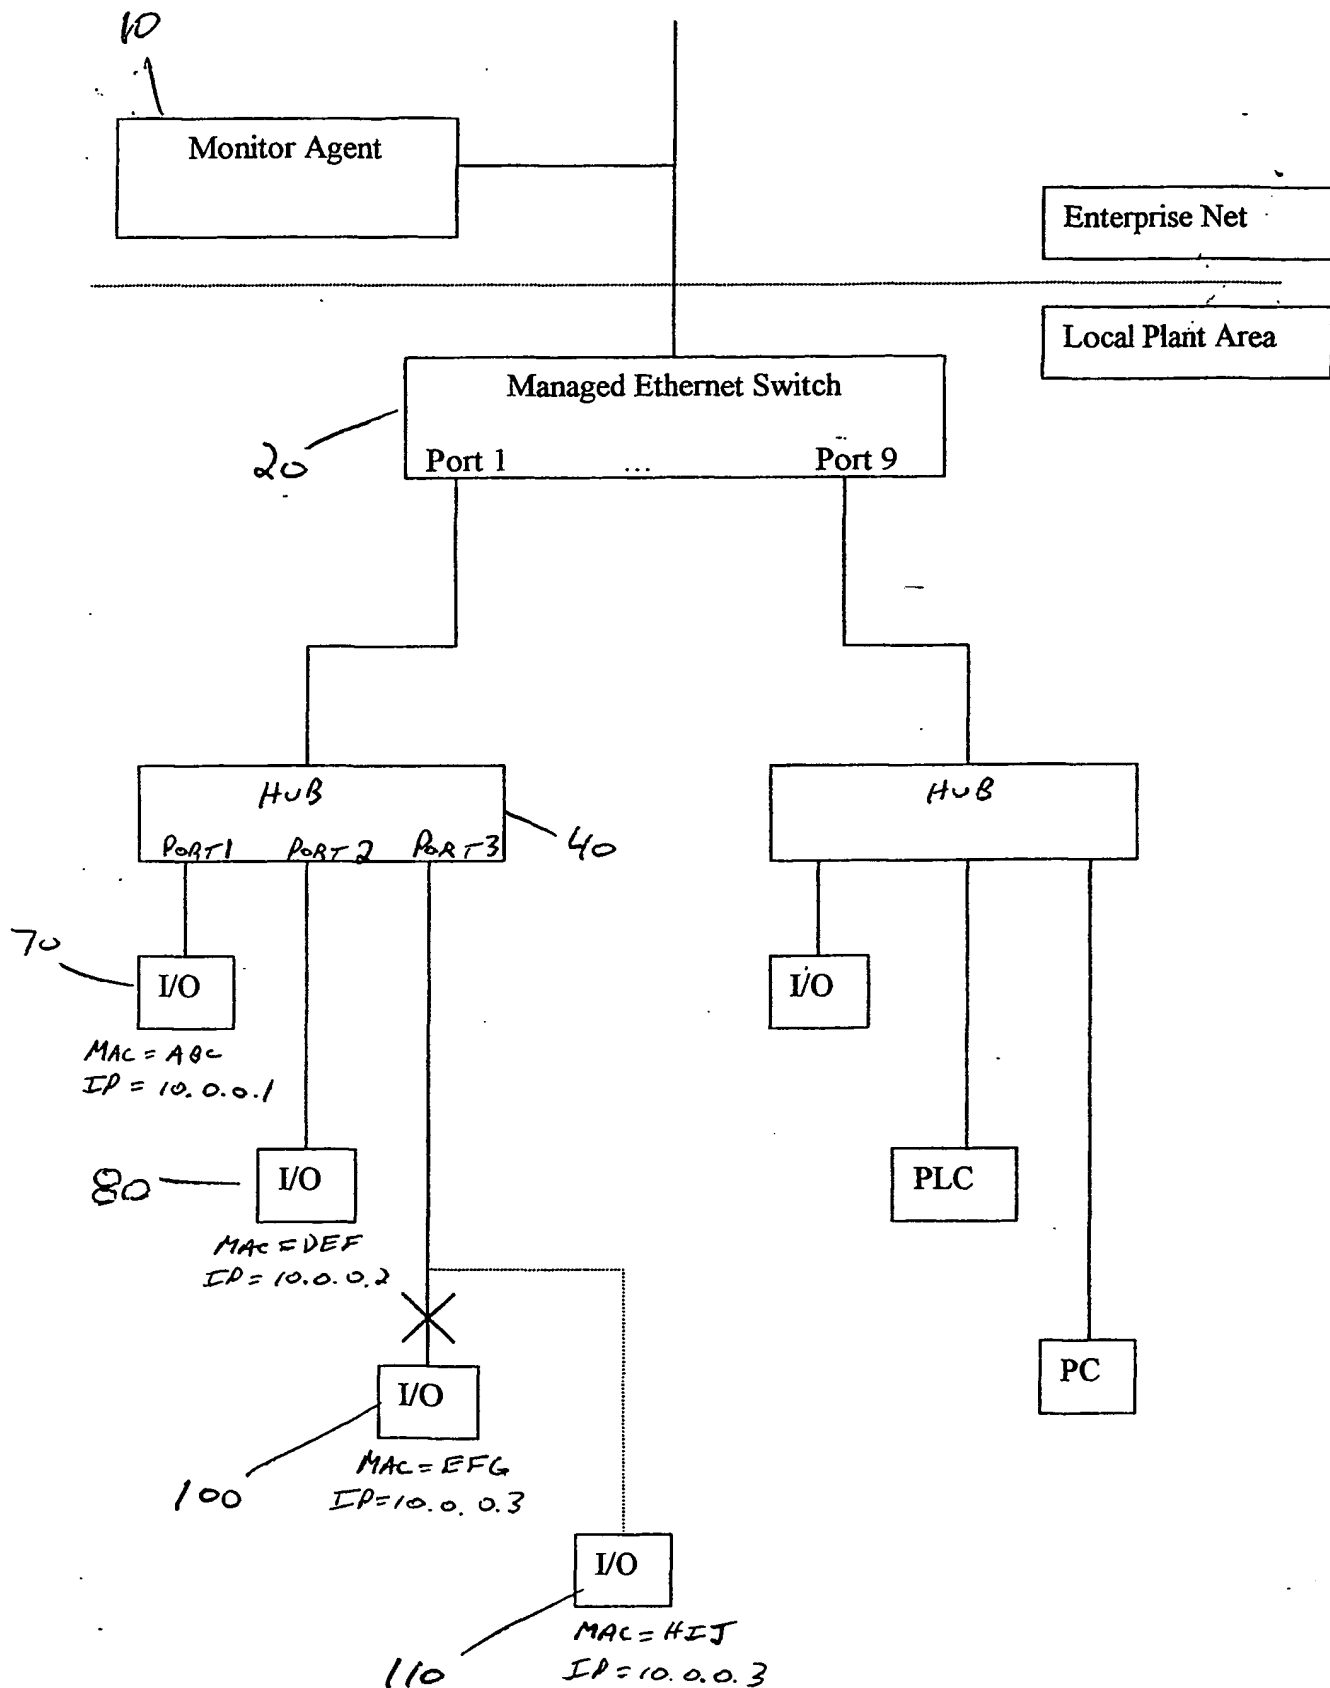 10
Monitor Agent
Enterprise Net
Local Plant Area
Managed Ethernet Switch
20
Port 1 ... Port 9
HUB
PORT1 PORT2 PORT3
40
HUB
70
I/O
MAC = ABC
IP = 10.0.0.1
I/O
80
I/O
MAC = DEF
IP = 10.0.0.2
PLC
I/O
100
MAC = EFG
IP=10.0.0.3
PC
I/O
110
MAC = HIJ
IP = 10.0.0.3